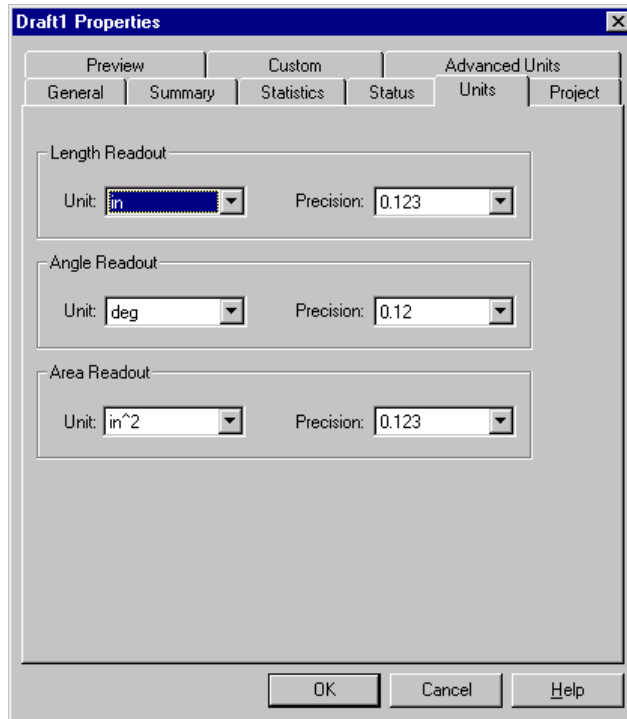 Draft1 Properties
Preview Custom Advanced Units
General Summary Statistics Status Units Project
Length Readout
Unit: in Precision: 0.123
Angle Readout
Unit: deg Precision: 0.12
Area Readout
Unit: in^2 Precision: 0.123
OK Cancel Help